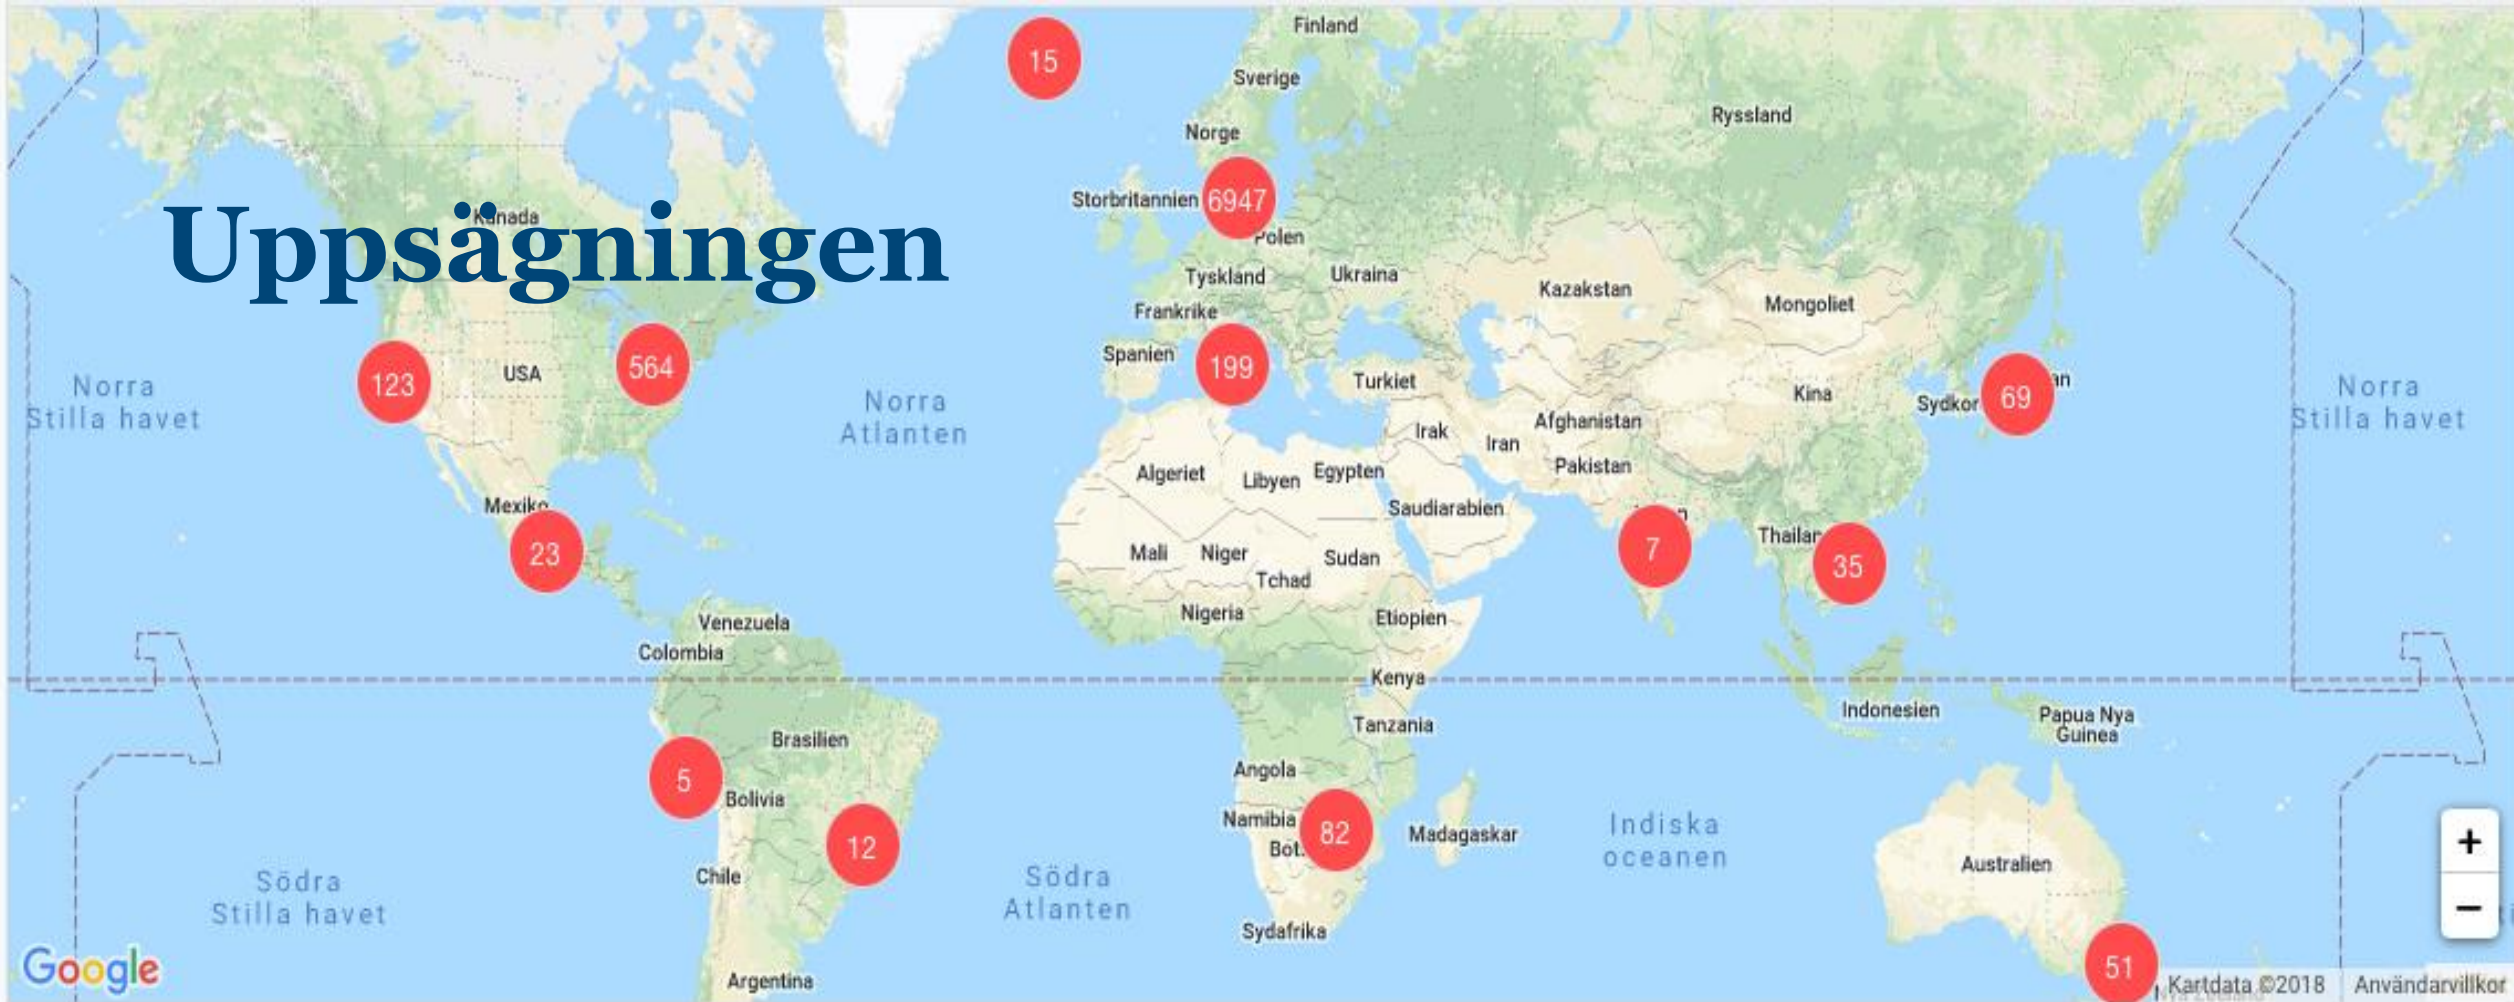 Finland
15
Sverige
Ryssland
Norge
Storbritannien
6947
Kanada
Uppsägningen
Polen
Tyskland
Ukraina
Kazakstan
Mongoliet
Frankrike
Spanien
199
564
123
USA
Turkiet
Kina
69
Sydkor
an
Norra
Stilla havet
Norra
Atlanten
Norra
Stilla havet
Afghanistan
Irak
Iran
Pakistan
Algeriet
Libyen
Egypten
Saudiarabien
Mexiko
23
Mali
Niger
Sudan
Tchad
7
Thailan
35
Nigeria
Etiopien
Venezuela
Colombia
Kenya
Indonesien
Papua Nya
Guinea
Tanzania
Brasilien
5
Bolivia
Angola
Namibia
82
Bot.
Madagaskar
Indiska
oceanen
12
Australien
+
−
Chile
Södra
Stilla havet
Södra
Atlanten
Sydafrika
Google
Argentina
51
Kartdata ©2018
Användarvillkor